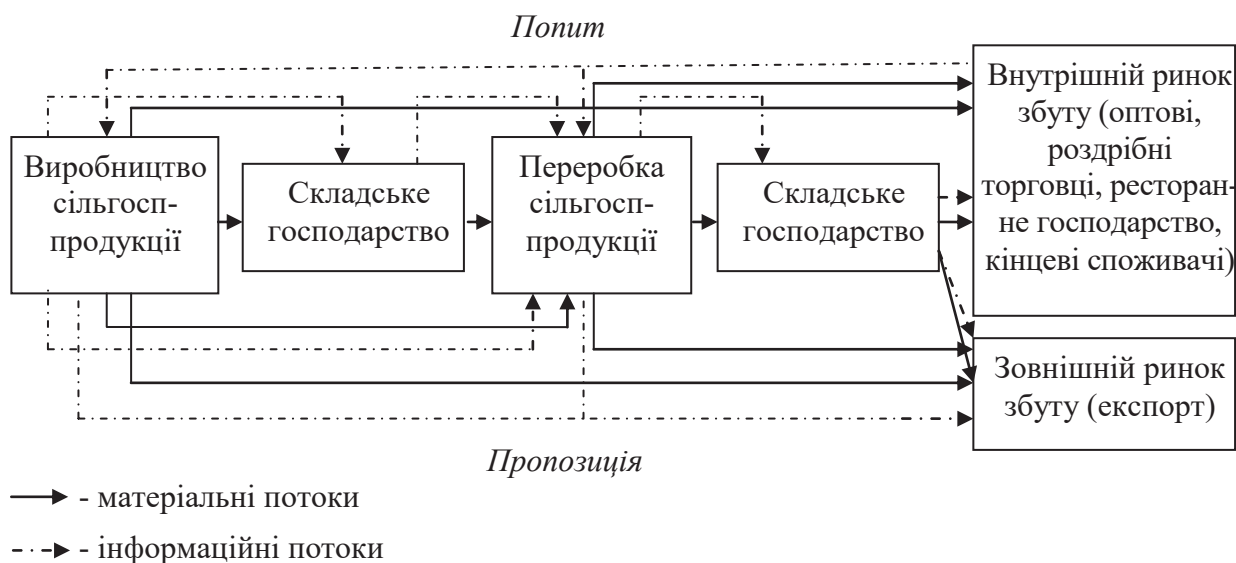 Попит
Виробництво
сільгосп-
продукції
Складське
господарство
Переробка
сільгосп-
продукції
Складське
господарство
Внутрішній ринок
збуту (оптові,
роздрібні
торговці, ресторан-
не господарство,
кінцеві споживачі)
Зовнішній ринок
збуту (експорт)
Пропозиція
- матеріальні потоки
- інформаційні потоки